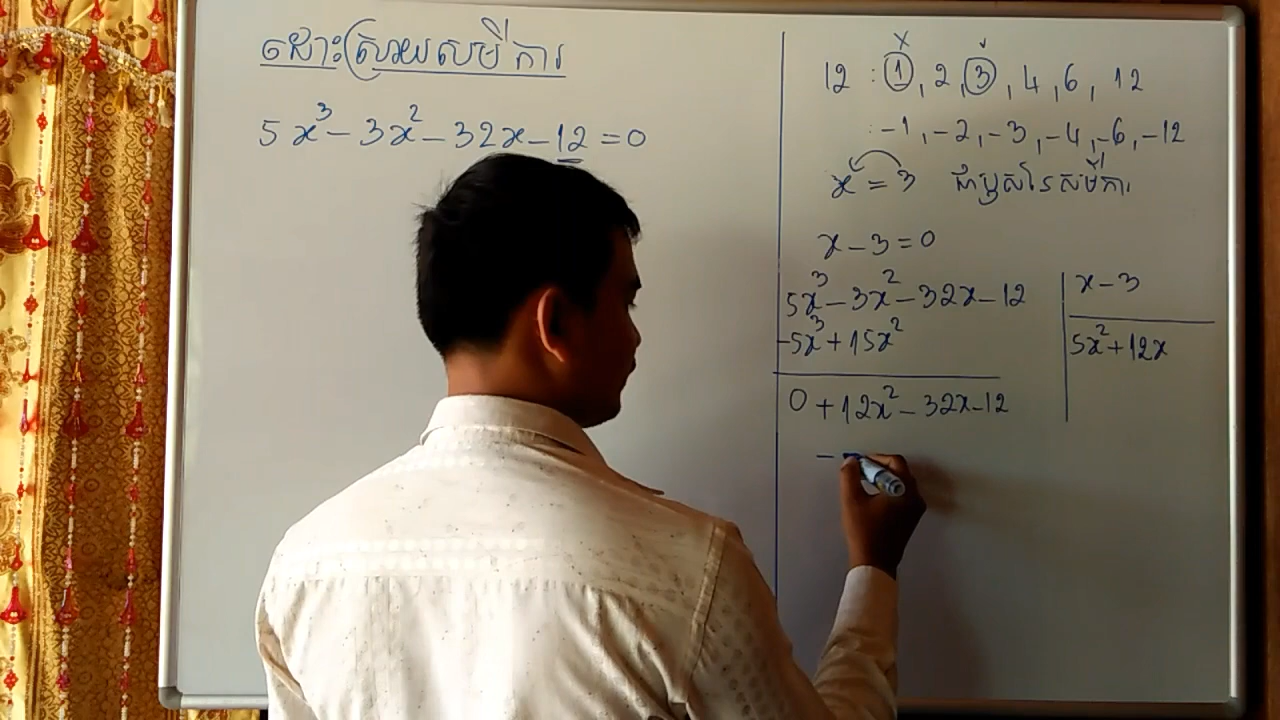 ដោះស្រាយសមីការ
5x³ - 3x² - 32x - 12 = 0
x ✓
12 : 1, 2, 3, 4, 6, 12
: -1, -2, -3, -4, -6, -12
x = 3 ជាឫសនៃសមីការ
x - 3 = 0
5x³ - 3x² - 32x - 12 | x - 3
-5x³ + 15x² | 5x² + 12x
0 + 12x² - 32x - 12
-